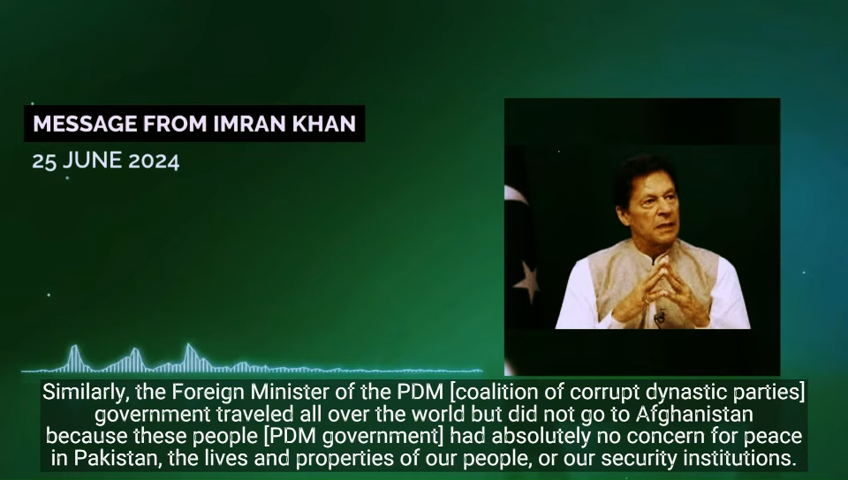 MESSAGE FROM IMRAN KHAN
25 JUNE 2024
Similarly, the Foreign Minister of the PDM [coalition of corrupt dynastic parties]
government traveled all over the world but did not go to Afghanistan
because these people [PDM government] had absolutely no concern for peace
in Pakistan, the lives and properties of our people, or our security institutions.